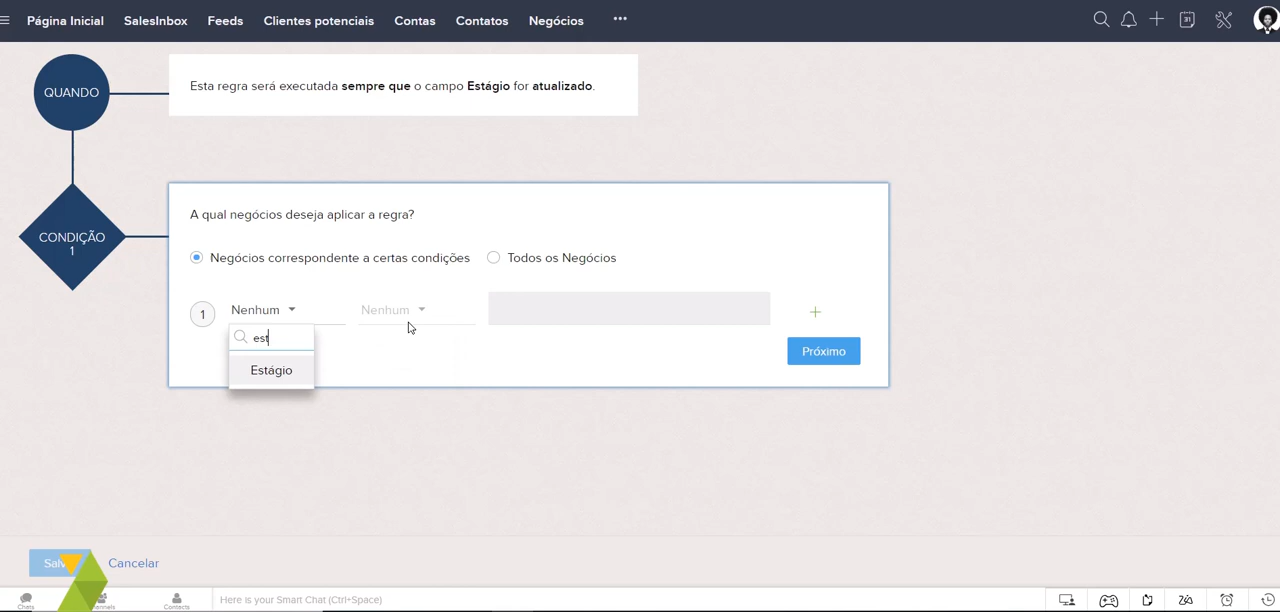 Página Inicial SalesInbox Feeds Clientes potenciais Contas Contatos Negócios •••
31
QUANDO
Esta regra será executada sempre que o campo Estágio for atualizado.
CONDIÇÃO
1
A qual negócios deseja aplicar a regra?
Negócios correspondente a certas condições Todos os Negócios
1 Nenhum Nenhum +
est
Próximo
Estágio
Cancelar
Chats Contacts Here is your Smart Chat (Ctrl+Space)